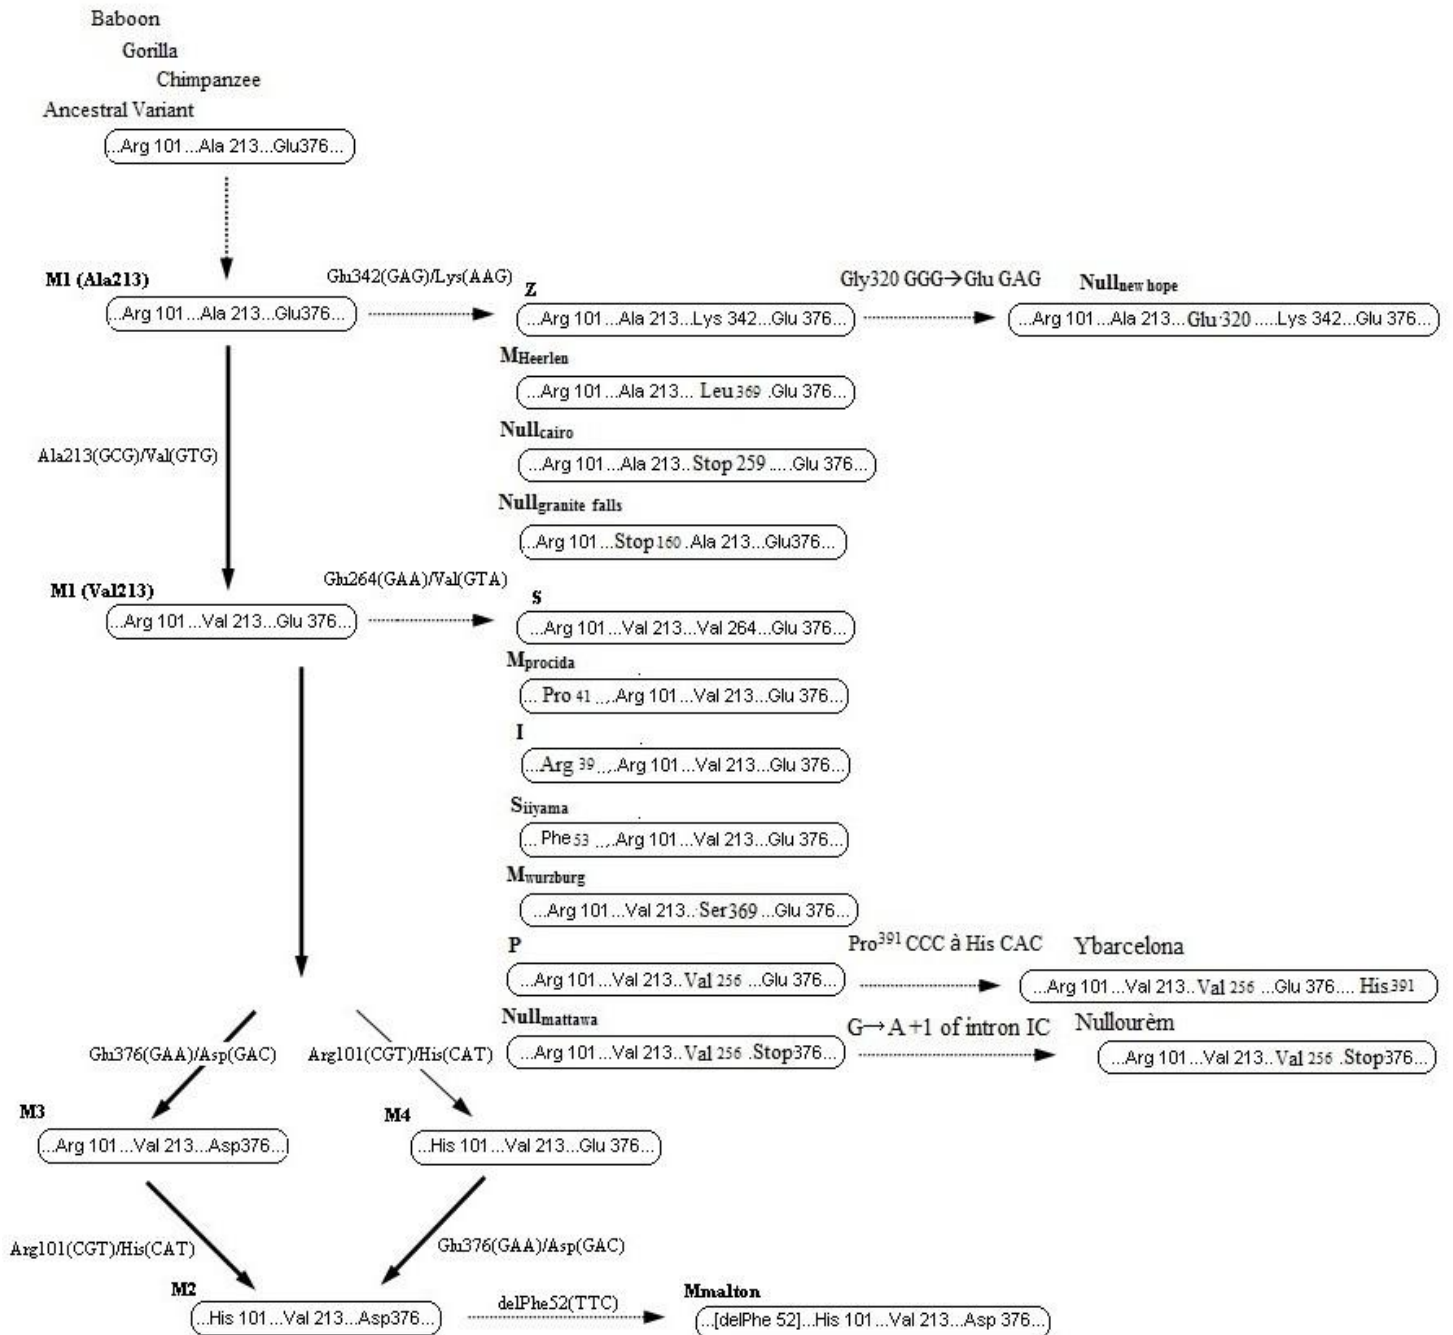 Baboon
Gorilla
Chimpanzee
Ancestral Variant
...Arg 101...Ala 213...Glu376...
M1 (Ala213)
Glu342(GAG)/Lys(AAG)
Z
Gly320 GGG→Glu GAG
Nullnew hope
...Arg 101...Ala 213...Glu376...
...Arg 101...Ala 213...Lys 342...Glu 376...
...Arg 101...Ala 213...Glu 320 .....Lys 342...Glu 376...
MHeerlen
...Arg 101...Ala 213... Leu 369 .Glu 376...
Nullcairo
Ala213(GCG)/Val(GTG)
...Arg 101...Ala 213..Stop 259 .....Glu 376...
Nullgranite falls
...Arg 101...Stop 160 .Ala 213...Glu376...
M1 (Val213)
Glu264(GAA)/Val(GTA)
S
...Arg 101...Val 213...Glu 376...
...Arg 101...Val 213...Val 264...Glu 376...
Mprocida
... Pro 41 .,..Arg 101...Val 213...Glu 376...
I
...Arg 39 .,..Arg 101...Val 213...Glu 376...
Siiyama
... Phe 53 .,..Arg 101...Val 213...Glu 376...
Mwurzburg
...Arg 101...Val 213..Ser369 ...Glu 376...
P
Pro391 CCC à His CAC
Ybarcelona
...Arg 101...Val 213..Val 256 ...Glu 376...
...Arg 101...Val 213..Val 256 ...Glu 376.... His391
Nullmattawa
G→A +1 of intron IC
Nullourèm
Glu376(GAA)/Asp(GAC)
Arg101(CGT)/His(CAT)
...Arg 101...Val 213..Val 256 .Stop376...
...Arg 101...Val 213...Val 256 .Stop376...
M3
M4
...Arg 101...Val 213...Asp376...
...His 101...Val 213...Glu 376...
Arg101(CGT)/His(CAT)
Glu376(GAA)/Asp(GAC)
M2
delPhe52(TTC)
Mmalton
...His 101...Val 213...Asp376...
...[delPhe 52]...His 101...Val 213...Asp 376...